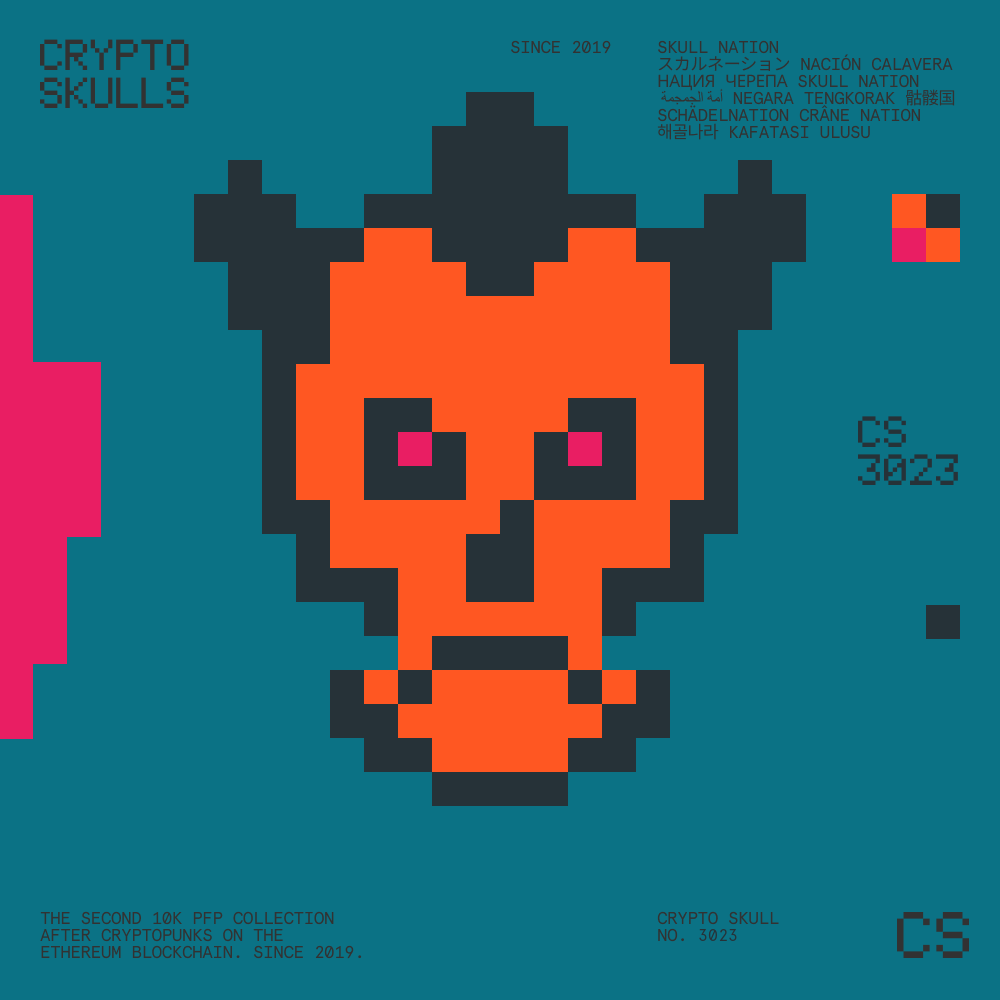 CRYPTO
SKULLS
SINCE 2019
SKULL NATION
スカルネーション NACIÓN CALAVERA
НАЦИЯ ЧЕРЕПА SKULL NATION
أمة الجمجمة NEGARA TENGKORAK 骷髅国
SCHÄDELNATION CRÂNE NATION
해골나라 KAFATASI ULUSU
CS
3023
THE SECOND 10K PFP COLLECTION
AFTER CRYPTOPUNKS ON THE
ETHEREUM BLOCKCHAIN. SINCE 2019.
CRYPTO SKULL
NO. 3023
CS